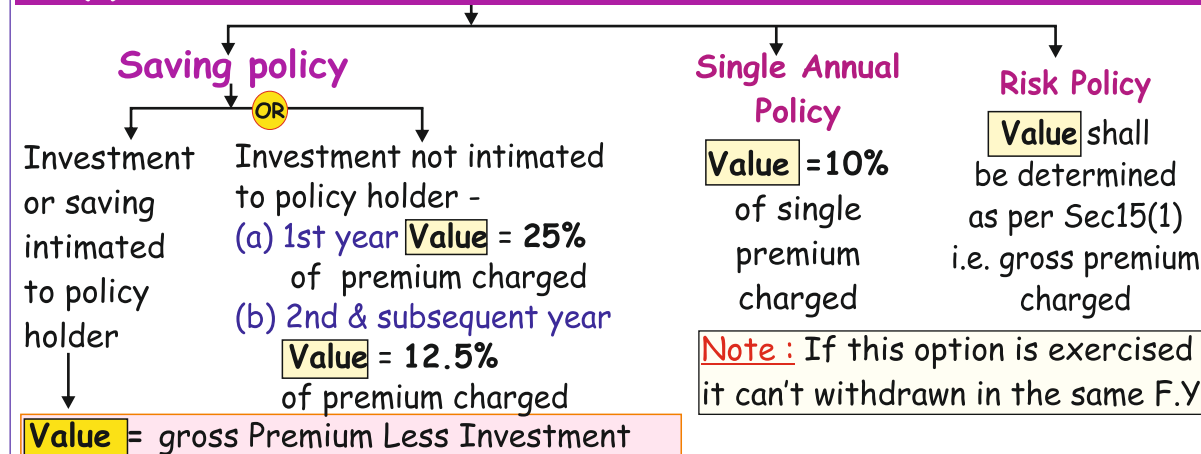 Saving policy
OR
Investment
or saving
intimated
to policy
holder
Value = gross Premium Less Investment
Investment not intimated
to policy holder -
(a) 1st year Value = 25%
of premium charged
(b) 2nd & subsequent year
Value = 12.5%
of premium charged
Single Annual
Policy
Value =10%
of single
premium
charged
Risk Policy
Value shall
be determined
as per Sec15(1)
i.e. gross premium
charged
Note : If this option is exercised
it can't withdrawn in the same F.Y